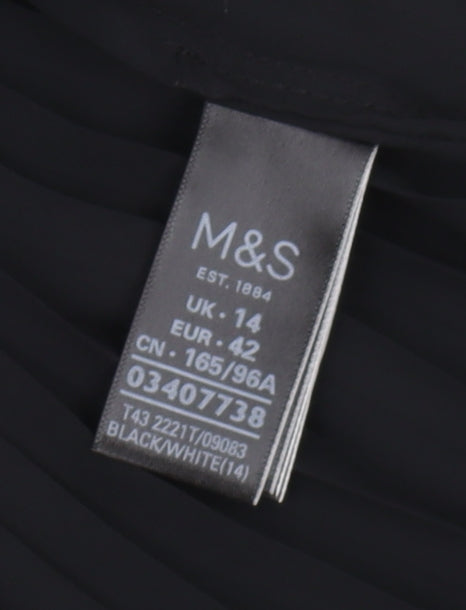 M&S
EST. 1884
UK · 14
EUR · 42
CN · 165/96A
03407738
T43 2221T/09083
BLACK/WHITE(14)